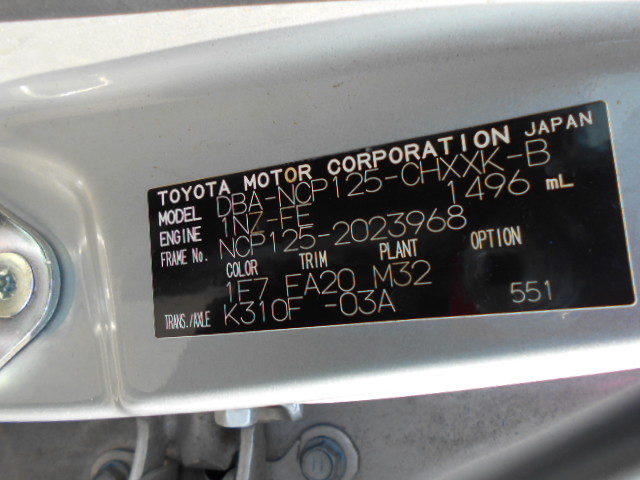 TOYOTA MOTOR CORPORATION JAPAN
MODEL DBA-NCP125-CHXXK-B
ENGINE 1NZ-FE 1496 mL
FRAME No. NCP125-2023968
COLOR TRIM PLANT OPTION
1E7 FA20 M32
TRANS./AXLE K310F -03A 551